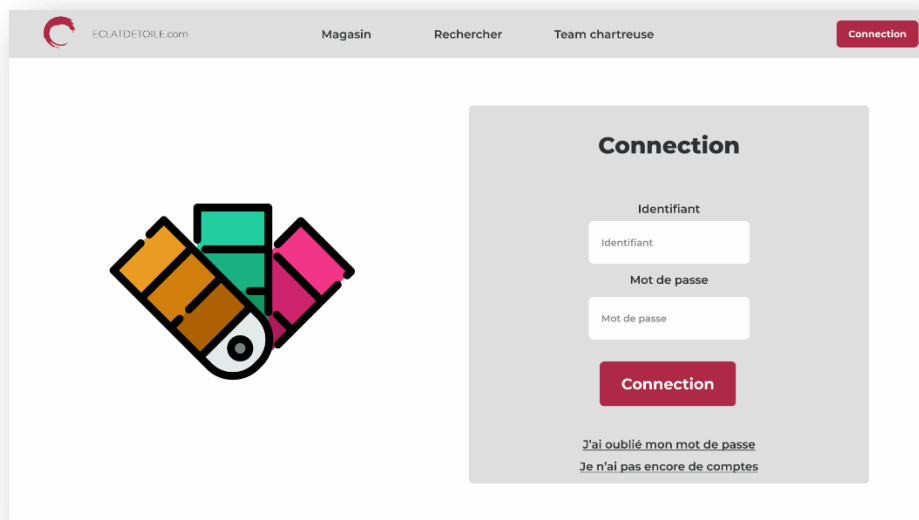 ECLATDETOILE.com
Magasin
Rechercher
Team chartreuse
Connection
Connection
Identifiant
Identifiant
Mot de passe
Mot de passe
Connection
J'ai oublié mon mot de passe
Je n'ai pas encore de comptes